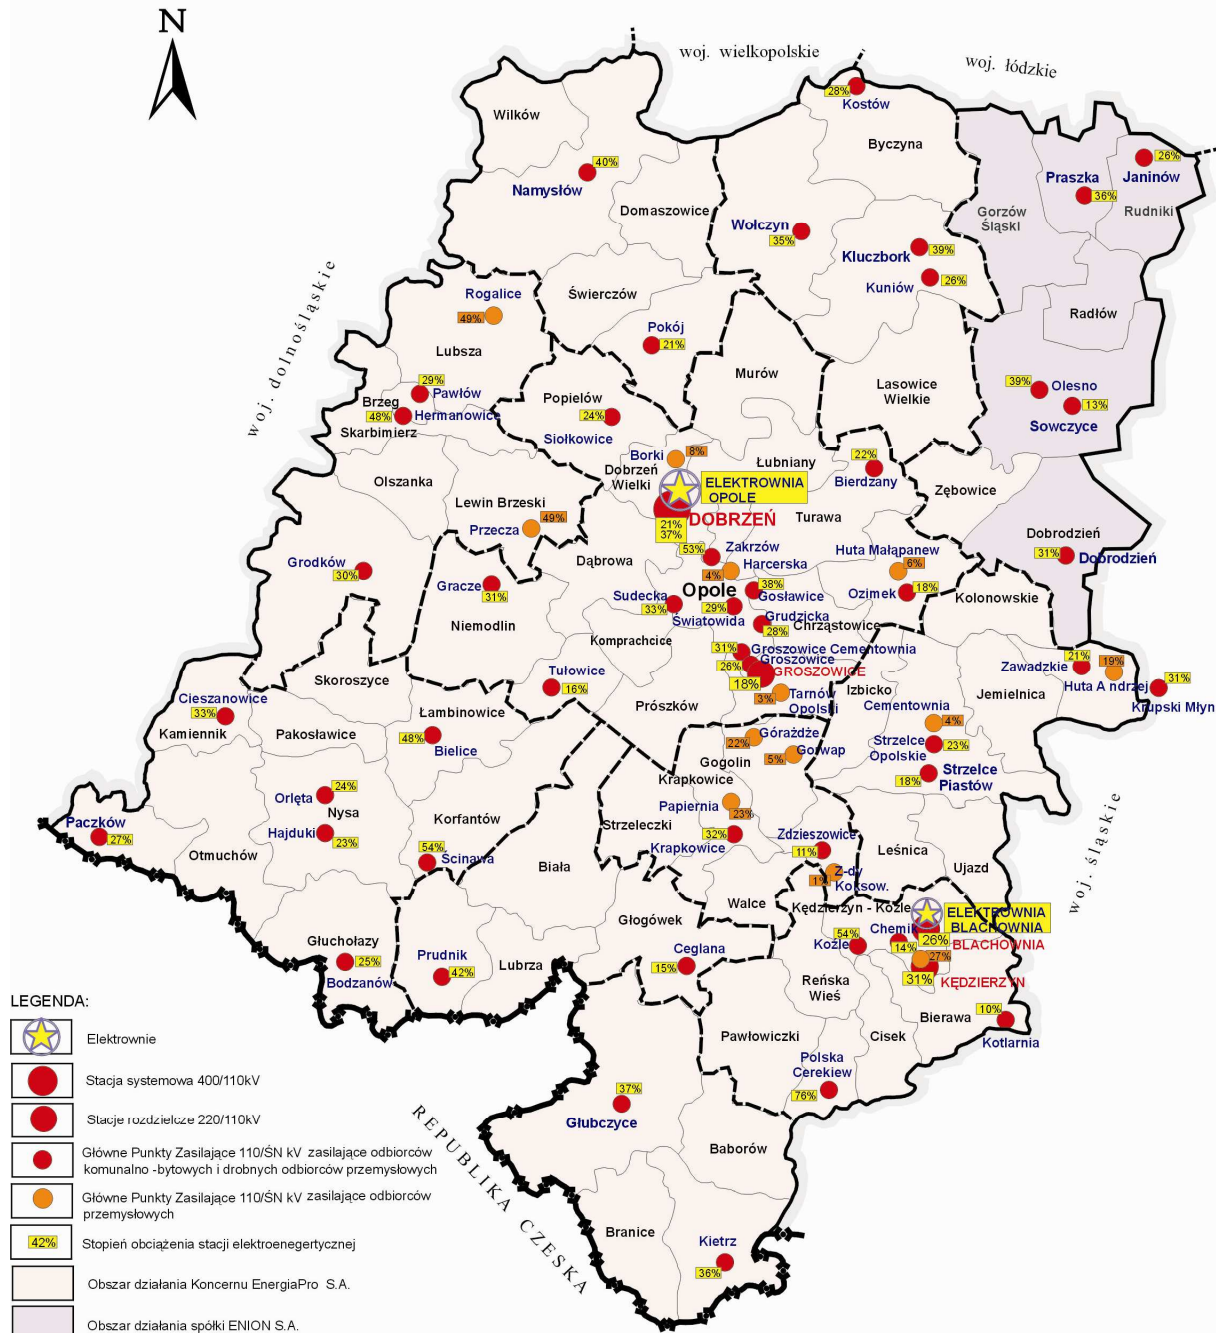 N
woj. wielkopolskie
woj. łódzkie
28%
Kostów
Wilków
Byczyna
40%
Namysłów
26%
Praszka
Janinów
36%
Rudniki
Gorzów
Śląski
Domaszowice
Wołczyn
35%
Kluczbork
39%
Kuniów
26%
Rogalice
49%
Świerczów
Radłów
Pokój
21%
Lubsza
Murów
woj. dolnośląskie
29%
Pawłów
Brzeg
48%
Hermanowice
Skarbimierz
Popielów
24%
Siołkowice
Lasowice
Wielkie
39%
Olesno
13%
Sowczyce
Borki
8%
Dobrzeń
Wielki
Łubniany
22%
Bierdzany
Zębowice
Olszanka
ELEKTROWNIA
OPOLE
Lewin Brzeski
49%
Przecza
DOBRZEŃ
21%
37%
Turawa
Dobrodzień
31%
Dobrodzień
53%
Zakrzów
Harcerska
4%
Huta Małąpanew
6%
Dąbrowa
Grodków
30%
Gracze
31%
Opole
38%
Gosławice
Ozimek
18%
Kolonowskie
Sudecka
33%
29%
Światowida
Grudzicka
28%
Chrząstowice
Niemodlin
Komprachcice
31%
Groszowice Cementownia
26%
Groszowice
GROSZOWICE
18%
3%
Tarnów
Opolski
21%
Zawadzkie
19%
Huta A ndrzej
31%
Krupski Młyn
Skoroszyce
Tułowice
16%
Izbicko
Jemielnica
Cieszanowice
33%
Kamiennik
Pakosławice
Łambinowice
Prószków
Cementownia
4%
48%
Bielice
Górażdże
22%
Gorwap
5%
Strzelce
Opolskie
23%
Gogolin
18%
Strzelce
Piastów
Krapkowice
24%
Orlęta
Nysa
Papiernia
23%
Paczków
27%
Hajduki
23%
Korfantów
Strzeleczki
32%
Krapkowice
Zdzieszowice
11%
woj. śląskie
Otmuchów
54%
Ścinawa
Biała
Leśnica
Ujazd
1%
Z-dy
Koksow.
Walce
Kędzierzyn - Koźle
ELEKTROWNIA
BLACHOWNIA
Głogówek
54%
Koźle
Chemik
14%
26%
BLACHOWNIA
Głuchołazy
25%
Bodzanów
Prudnik
42%
Lubrza
Ceglana
15%
27%
31%
KĘDZIERZYN
Reńska
Wieś
Bierawa
10%
Kotlarnia
Pawłowiczki
Cisek
Polska
Cerekiew
76%
37%
Głubczyce
Baborów
REPUBLIKA CZESKA
Branice
Kietrz
36%
LEGENDA:
Elektrownie
Stacja systemowa 400/110kV
Stacje rozdzielcze 220/110kV
Główne Punkty Zasilające 110/ŚN kV zasilające odbiorców
komunalno -bytowych i drobnych odbiorców przemysłowych
Główne Punkty Zasilające 110/ŚN kV zasilające odbiorców
przemysłowych
42%
Stopień obciążenia stacji elektroenegertycznej
Obszar działania Koncernu EnergiaPro S.A.
Obszar działania spółki ENION S.A.